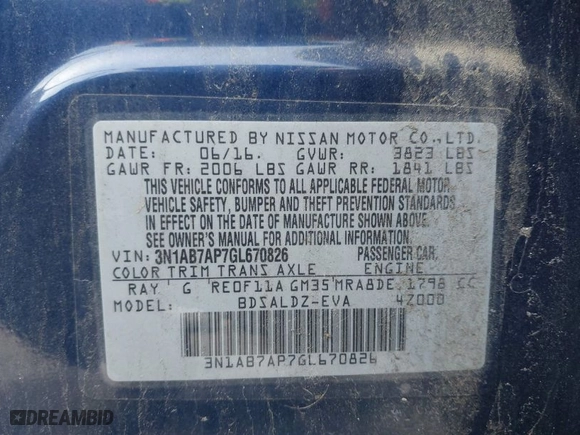 MANUFACTURED BY NISSAN MOTOR CO.,LTD.
DATE: 06/16. GVWR: 3823 LBS
GAWR FR: 2006 LBS GAWR RR: 1841 LBS
THIS VEHICLE CONFORMS TO ALL APPLICABLE FEDERAL MOTOR
VEHICLE SAFETY, BUMPER AND THEFT PREVENTION STANDARDS
IN EFFECT ON THE DATE OF MANUFACTURE SHOWN ABOVE.
SEE OWNER'S MANUAL FOR ADDITIONAL INFORMATION.
VIN: 3N1AB7AP7GL670826 PASSENGER CAR.
COLOR TRIM TRANS AXLE ENGINE
RAY G RE0F11A GM35 MRA8DE 1798 CC
MODEL: BDSALDZ-EVA 4Z000
3N1AB7AP7GL670826
DREAMBID